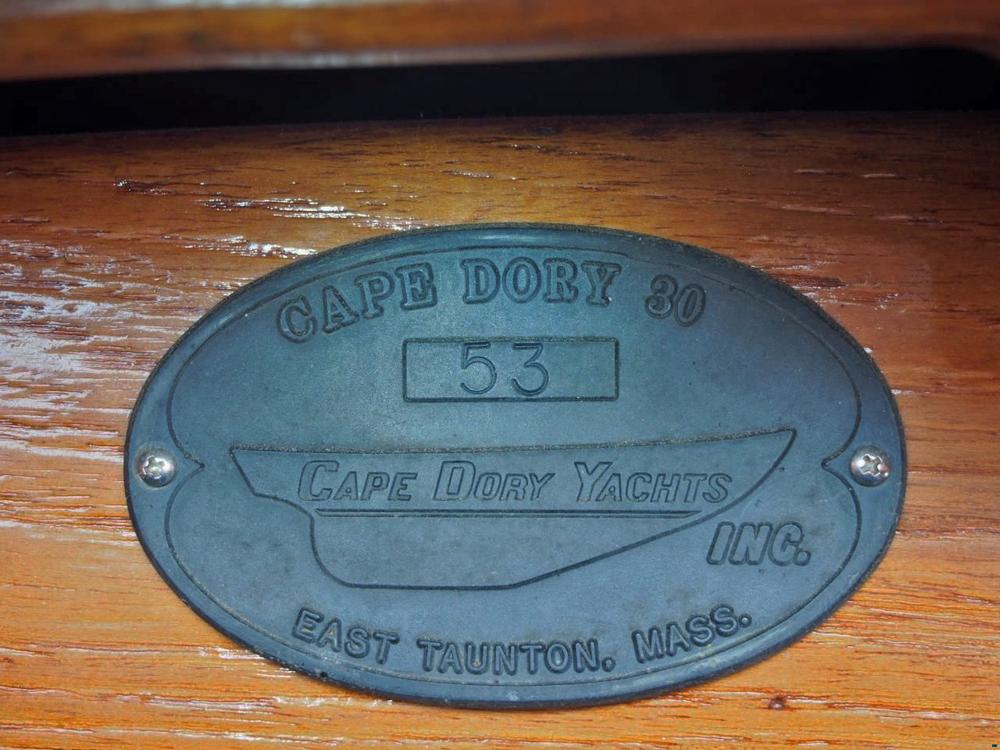 CAPE DORY 30
53
CAPE DORY YACHTS
INC.
EAST TAUNTON, MASS.